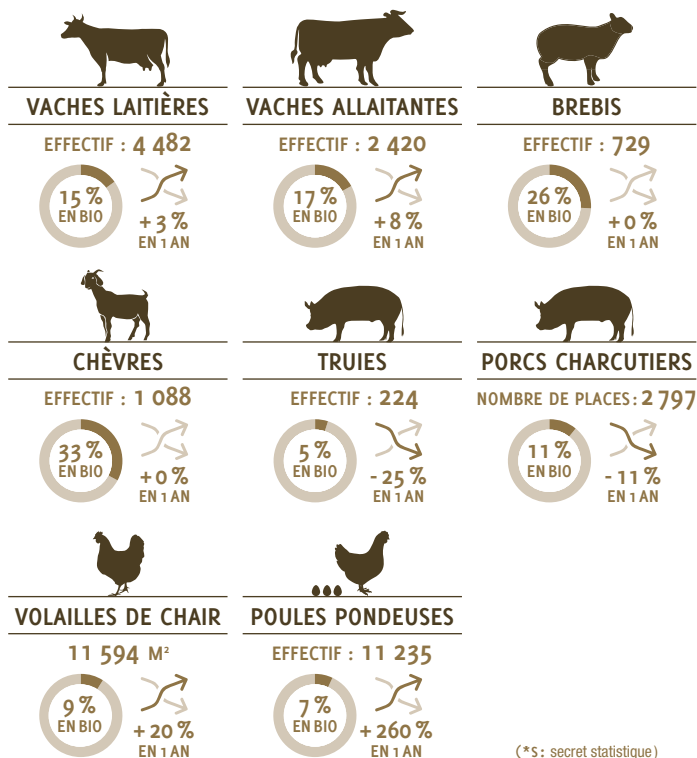 VACHES LAITIÈRES
EFFECTIF : 4 482
15 %
EN BIO
+ 3 %
EN 1 AN
VACHES ALLAITANTES
EFFECTIF : 2 420
17 %
EN BIO
+ 8 %
EN 1 AN
BREBIS
EFFECTIF : 729
26 %
EN BIO
+ 0 %
EN 1 AN
CHÈVRES
EFFECTIF : 1 088
33 %
EN BIO
+ 0 %
EN 1 AN
TRUIES
EFFECTIF : 224
5 %
EN BIO
- 25 %
EN 1 AN
PORCS CHARCUTIERS
NOMBRE DE PLACES : 2 797
11 %
EN BIO
- 11 %
EN 1 AN
VOLAILLES DE CHAIR
11 594 M²
9 %
EN BIO
+ 20 %
EN 1 AN
POULES PONDEUSES
EFFECTIF : 11 235
7 %
EN BIO
+ 260 %
EN 1 AN
(*S : secret statistique)